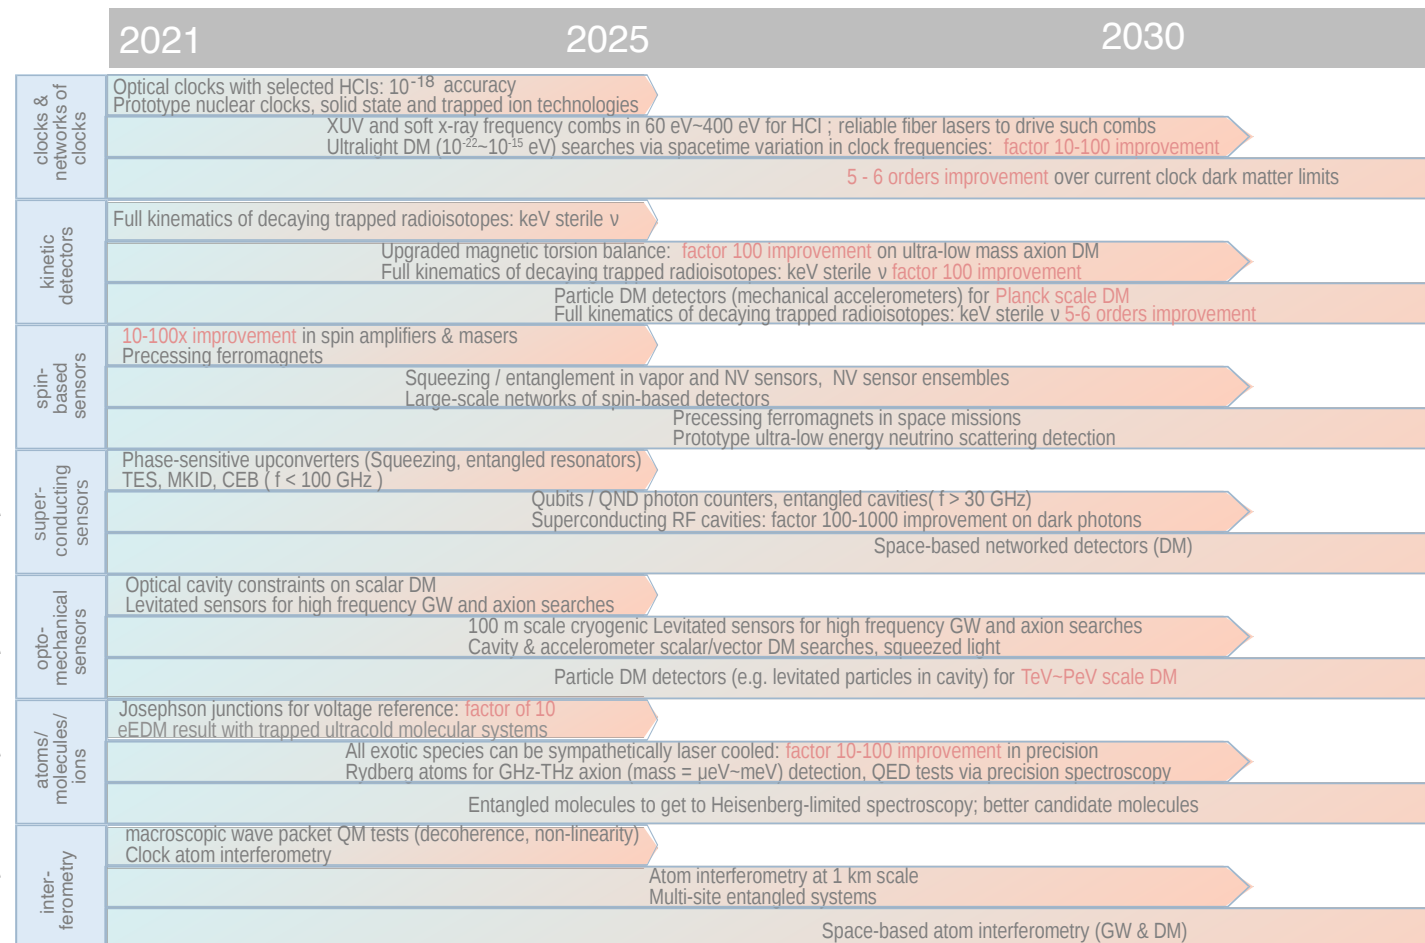 2021 2025 2030
clocks &
networks of
clocks
Optical clocks with selected HCIs: 10⁻¹⁸ accuracy
Prototype nuclear clocks, solid state and trapped ion technologies
XUV and soft x-ray frequency combs in 60 eV~400 eV for HCI ; reliable fiber lasers to drive such combs
Ultralight DM (10⁻²²~10⁻¹⁵ eV) searches via spacetime variation in clock frequencies: factor 10-100 improvement
5 - 6 orders improvement over current clock dark matter limits
kinetic
detectors
Full kinematics of decaying trapped radioisotopes: keV sterile ν
Upgraded magnetic torsion balance: factor 100 improvement on ultra-low mass axion DM
Full kinematics of decaying trapped radioisotopes: keV sterile ν factor 100 improvement
Particle DM detectors (mechanical accelerometers) for Planck scale DM
Full kinematics of decaying trapped radioisotopes: keV sterile ν 5-6 orders improvement
spin-
based
sensors
10-100x improvement in spin amplifiers & masers
Precessing ferromagnets
Squeezing / entanglement in vapor and NV sensors, NV sensor ensembles
Large-scale networks of spin-based detectors
Precessing ferromagnets in space missions
Prototype ultra-low energy neutrino scattering detection
super-
conducting
sensors
Phase-sensitive upconverters (Squeezing, entangled resonators)
TES, MKID, CEB ( f < 100 GHz )
Qubits / QND photon counters, entangled cavities( f > 30 GHz)
Superconducting RF cavities: factor 100-1000 improvement on dark photons
Space-based networked detectors (DM)
opto-
mechanical
sensors
Optical cavity constraints on scalar DM
Levitated sensors for high frequency GW and axion searches
100 m scale cryogenic Levitated sensors for high frequency GW and axion searches
Cavity & accelerometer scalar/vector DM searches, squeezed light
Particle DM detectors (e.g. levitated particles in cavity) for TeV~PeV scale DM
atoms/
molecules/
ions
Josephson junctions for voltage reference: factor of 10
eEDM result with trapped ultracold molecular systems
All exotic species can be sympathetically laser cooled: factor 10-100 improvement in precision
Rydberg atoms for GHz-THz axion (mass = μeV~meV) detection, QED tests via precision spectroscopy
Entangled molecules to get to Heisenberg-limited spectroscopy; better candidate molecules
inter-
ferometry
macroscopic wave packet QM tests (decoherence, non-linearity)
Clock atom interferometry
Atom interferometry at 1 km scale
Multi-site entangled systems
Space-based atom interferometry (GW & DM)